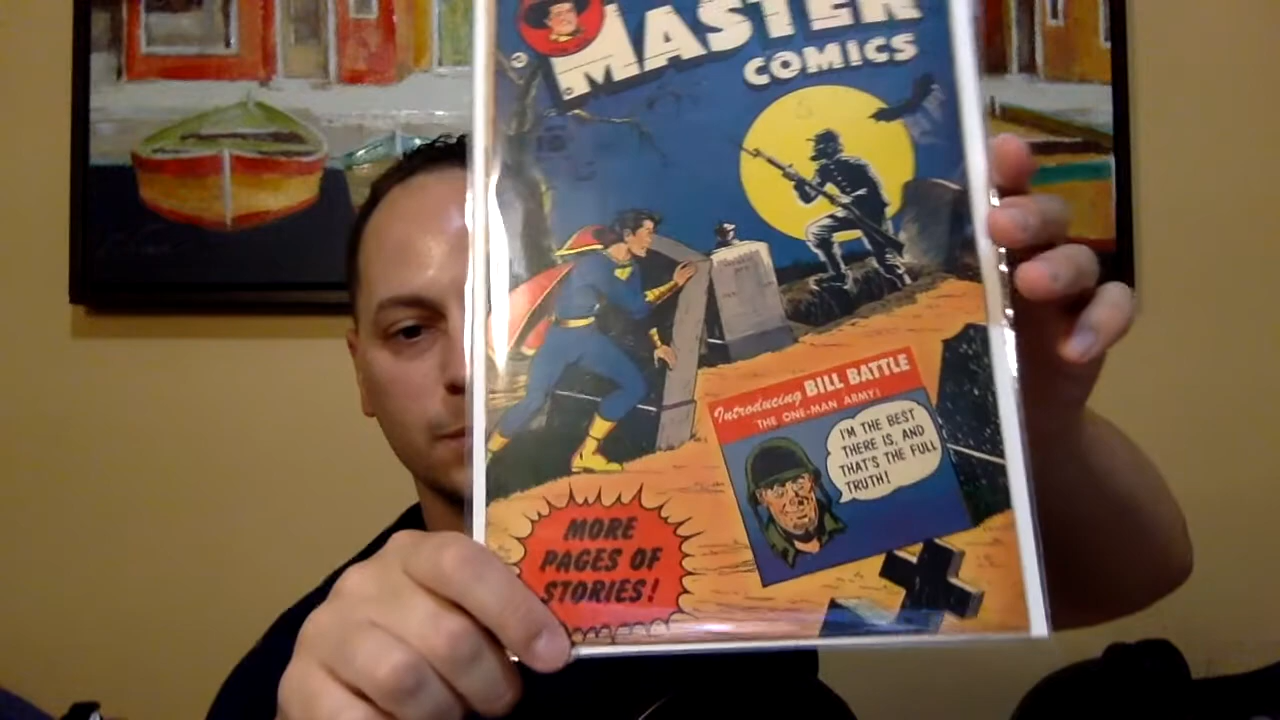 MASTER
COMICS
Introducing BILL BATTLE
THE ONE-MAN ARMY!
I'M THE BEST
THERE IS, AND
THAT'S THE FULL
TRUTH!
MORE
PAGES OF
STORIES!